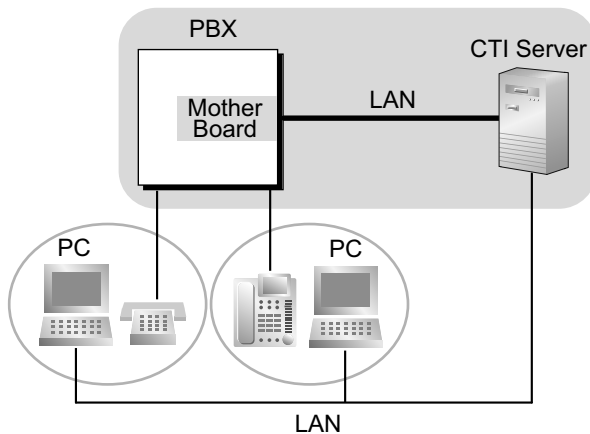 PBX
CTI Server
Mother
Board
LAN
PC
PC
LAN